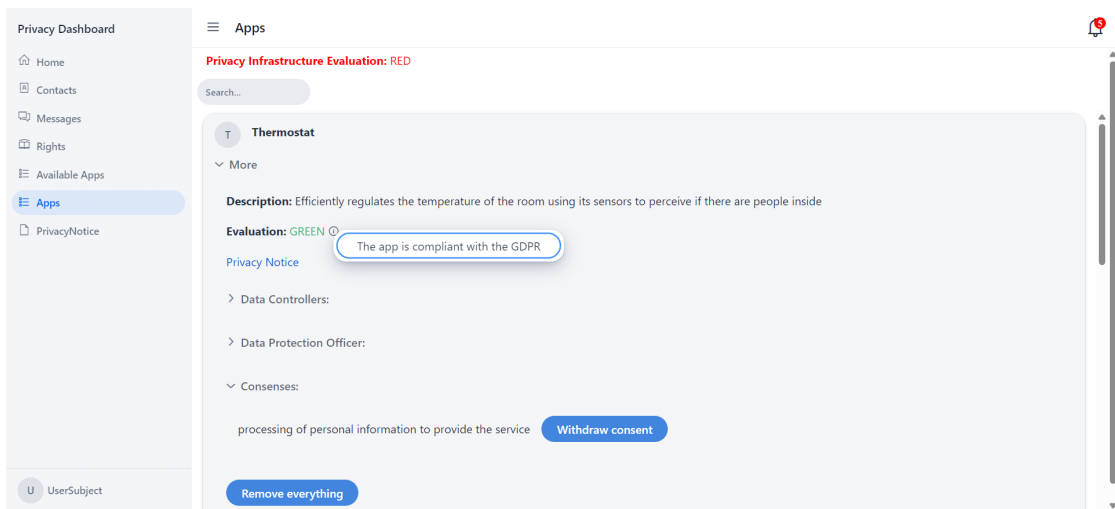 Privacy Dashboard
Home
Contacts
Messages
Rights
Available Apps
Apps
PrivacyNotice
U UserSubject
Apps
5
Privacy Infrastructure Evaluation: RED
Search...
T Thermostat
More
Description: Efficiently regulates the temperature of the room using its sensors to perceive if there are people inside
Evaluation: GREEN
The app is compliant with the GDPR
Privacy Notice
Data Controllers:
Data Protection Officer:
Consenses:
processing of personal information to provide the service Withdraw consent
Remove everything